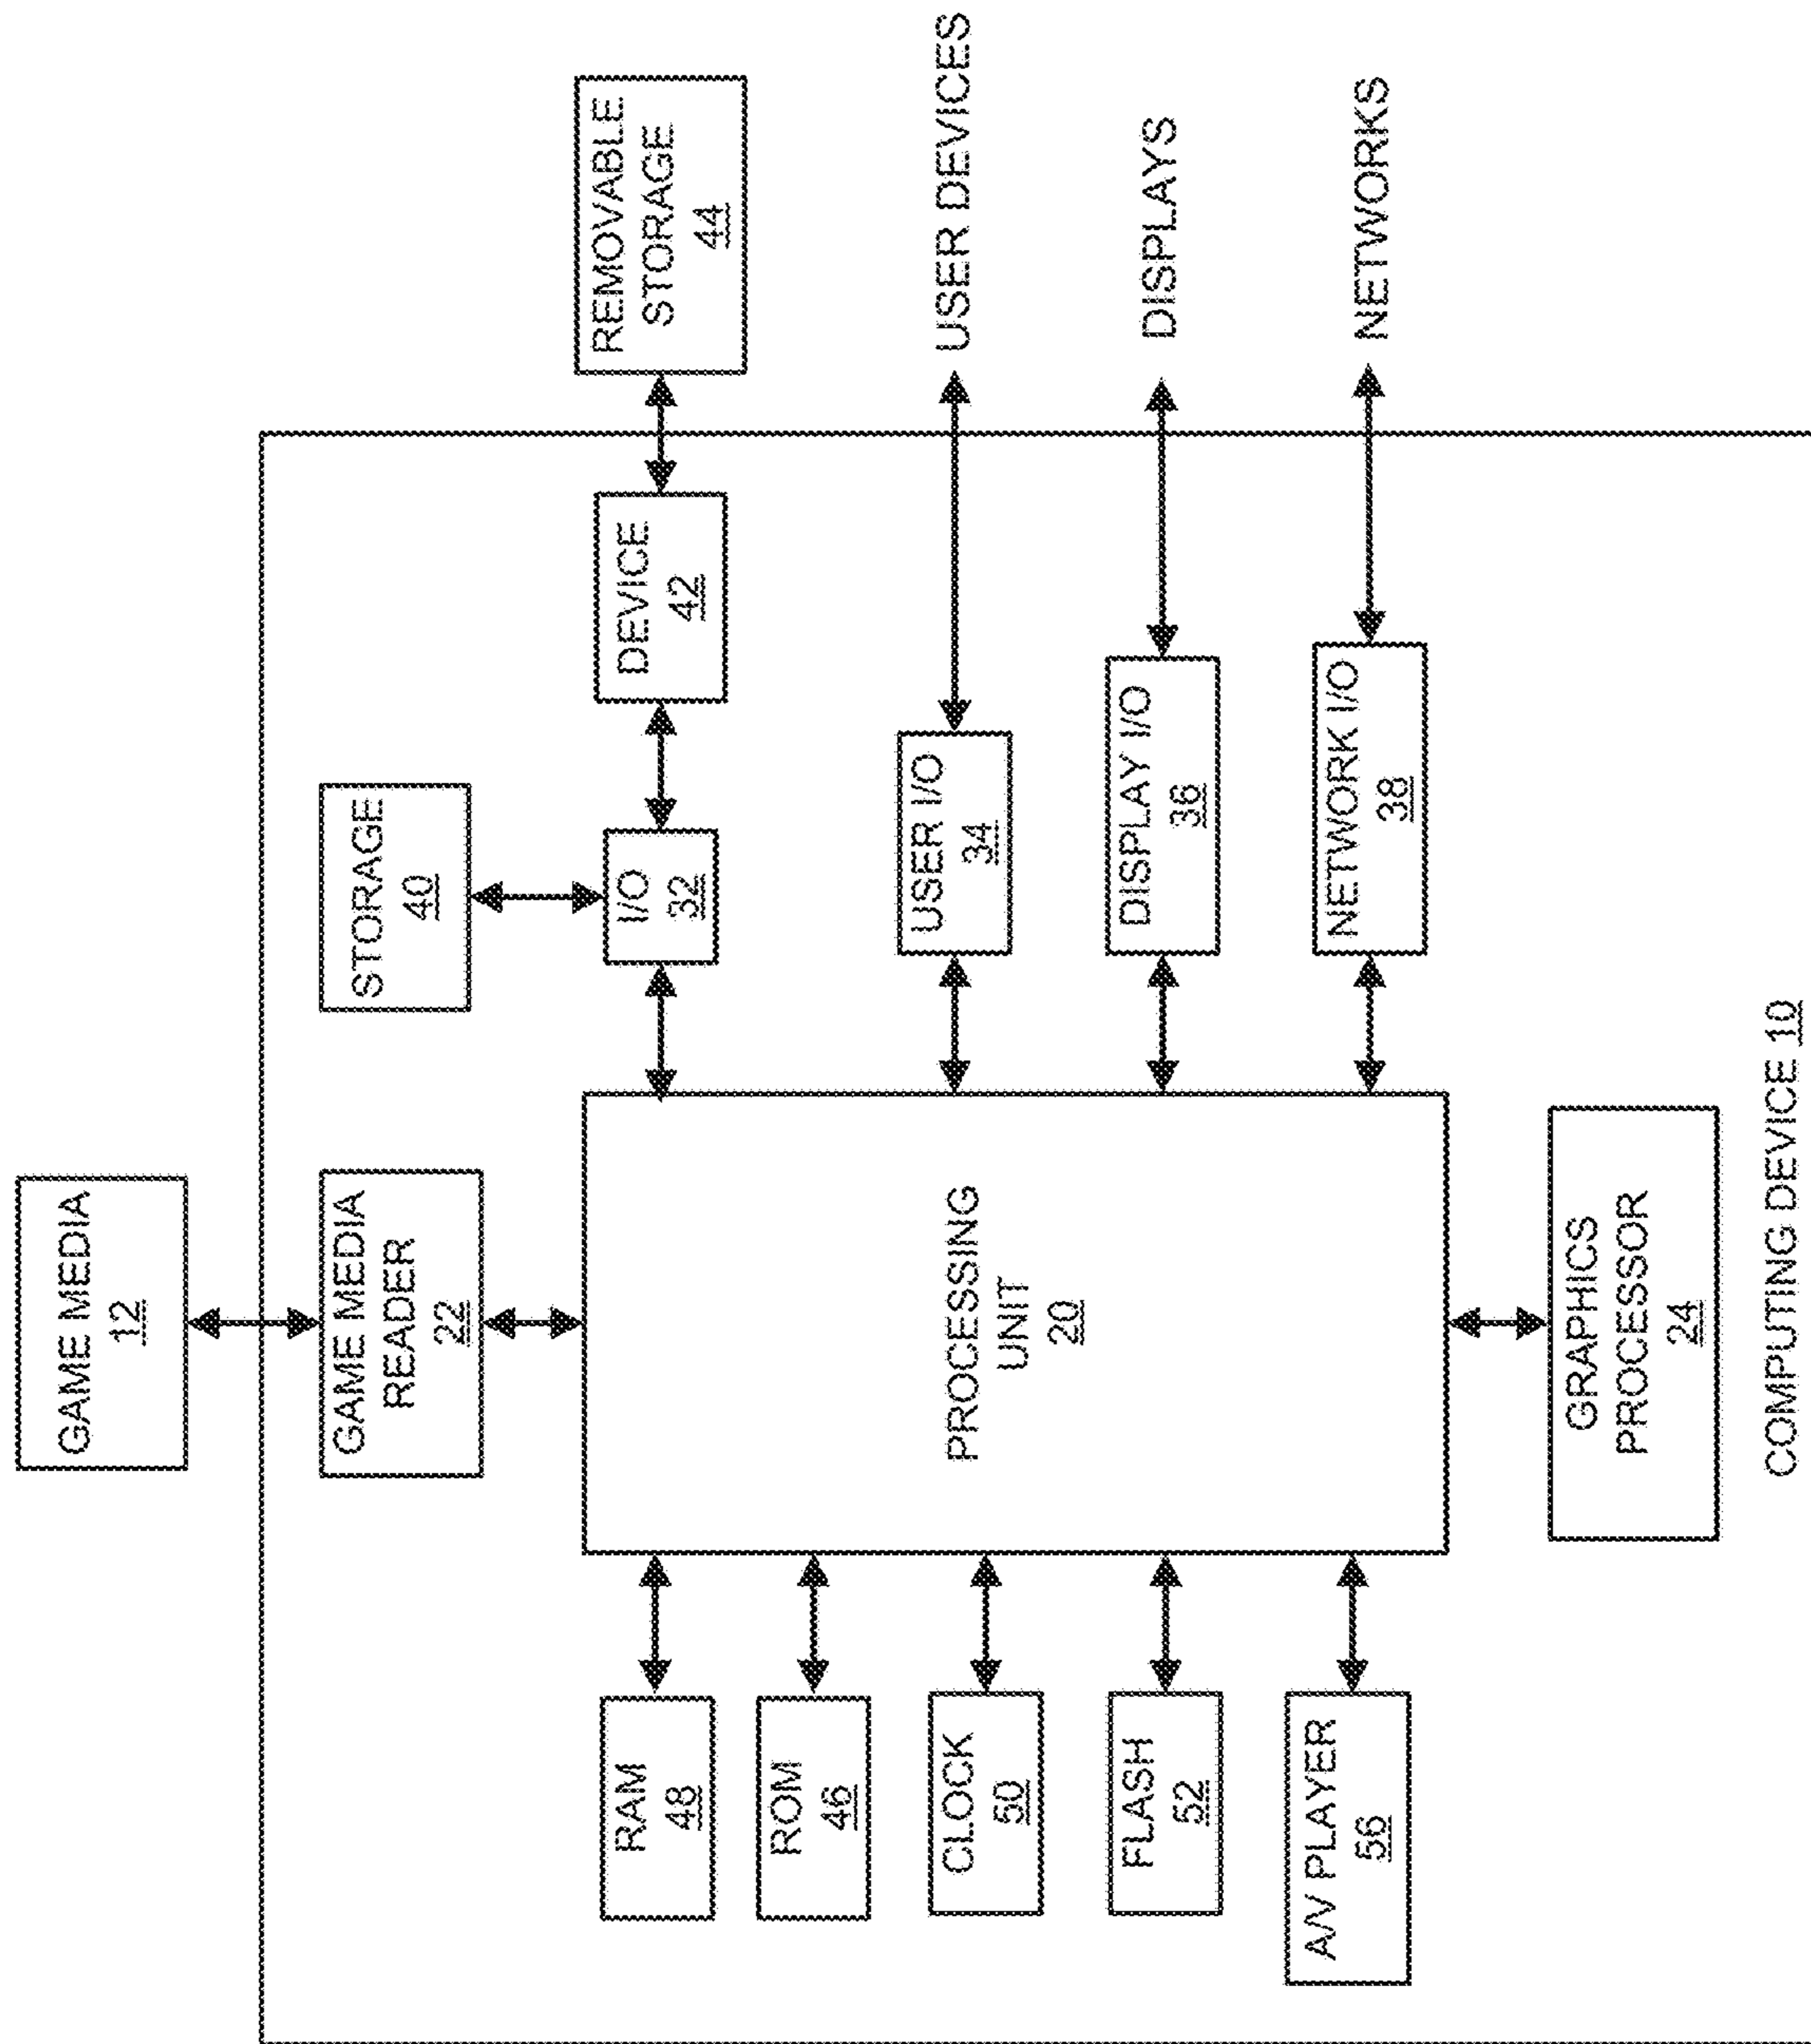 GAME MEDIA
12
GAME MEDIA
READER
22
STORAGE
40
RAM
48
I/O
32
DEVICE
42
REMOVABLE
STORAGE
44
ROM
46
PROCESSING
UNIT
20
CLOCK
50
USER I/O
34
USER DEVICES
FLASH
52
DISPLAY I/O
36
DISPLAYS
A/V PLAYER
56
NETWORK I/O
38
NETWORKS
GRAPHICS
PROCESSOR
24
COMPUTING DEVICE 10